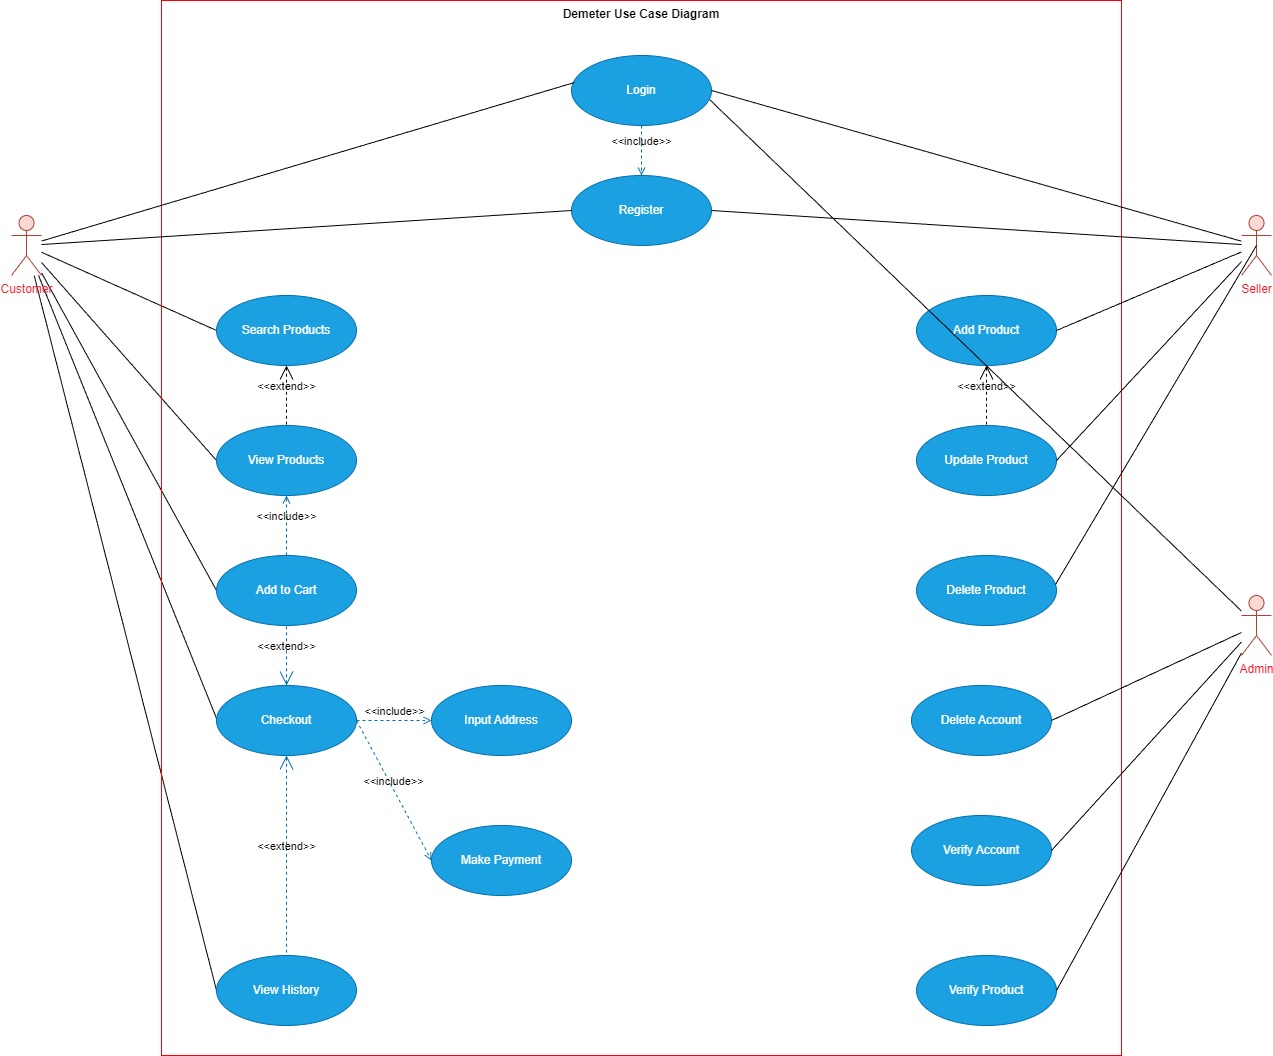 Demeter Use Case Diagram
Login
<<include>>
Register
Customer
Seller
Search Products
Add Product
<<extend>>
<<extend>>
View Products
Update Product
<<include>>
Add to Cart
Delete Product
<<extend>>
Admin
Checkout
<<include>>
Input Address
Delete Account
<<include>>
<<extend>>
Verify Account
Make Payment
View History
Verify Product